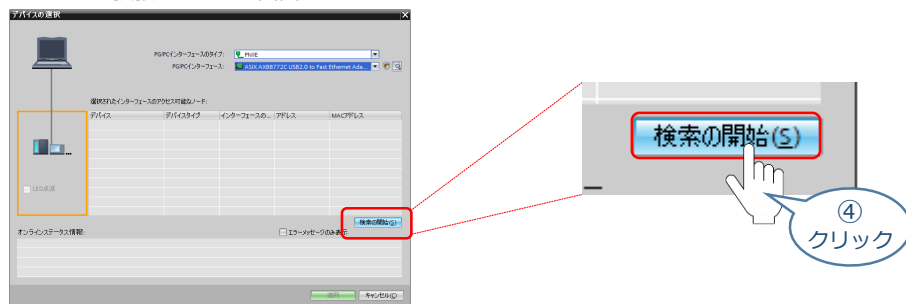 デバイスの選択
PG/PCインターフェースのタイプ:
PN/IE
PG/PCインターフェース:
ASIX AX88772C USB2.0 to Fast Ethernet Ada...
選択されたインターフェースのアクセス可能なノード:
デバイス
デバイスタイプ
インターフェースの...
アドレス
MACアドレス
LED点滅
検索の開始(S)
オンラインステータス情報:
エラーメッセージのみ表示
キャンセル(C)
検索の開始(S)
④
クリック